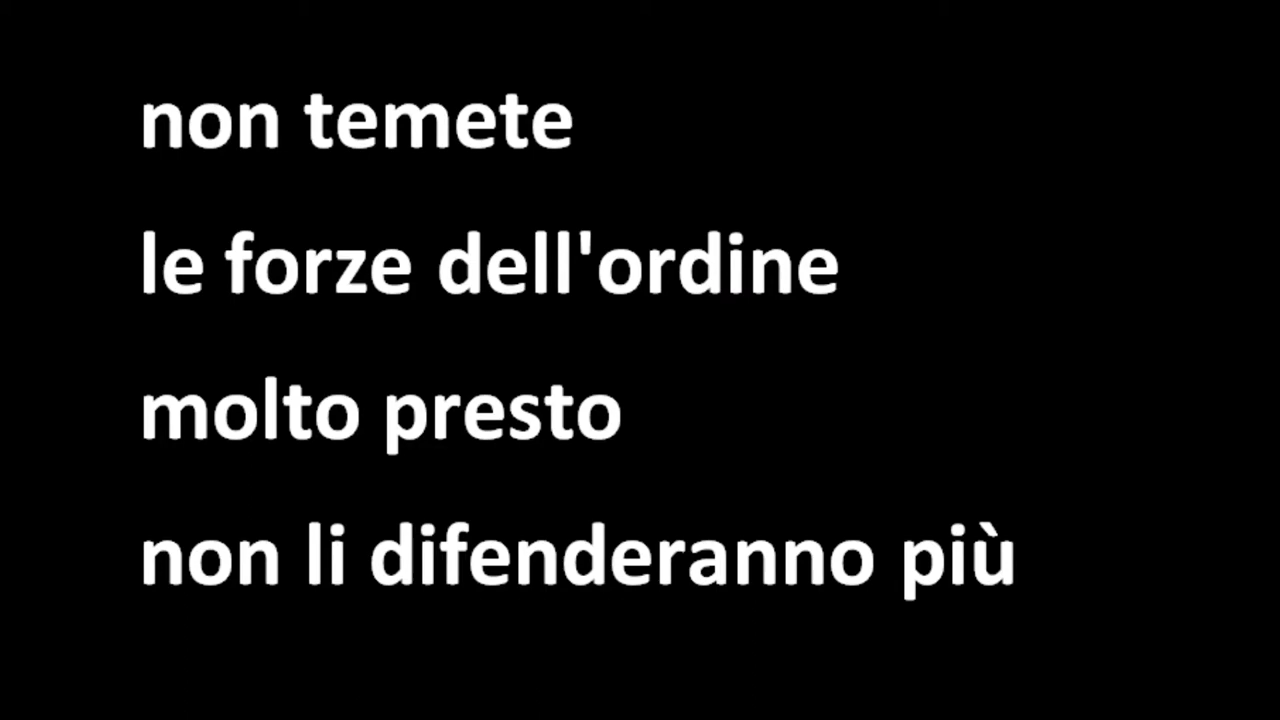 non temete
le forze dell'ordine
molto presto
non li difenderanno più